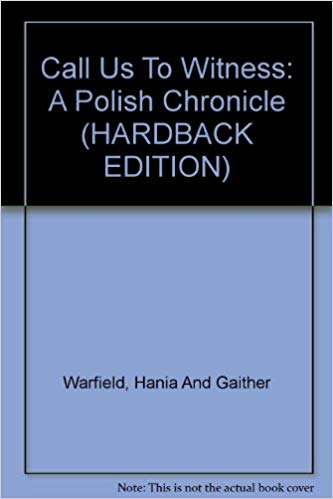 Call Us To Witness:
A Polish Chronicle
(HARDBACK
EDITION)
Warfield, Hania And Gaither
Note: This is not the actual book cover